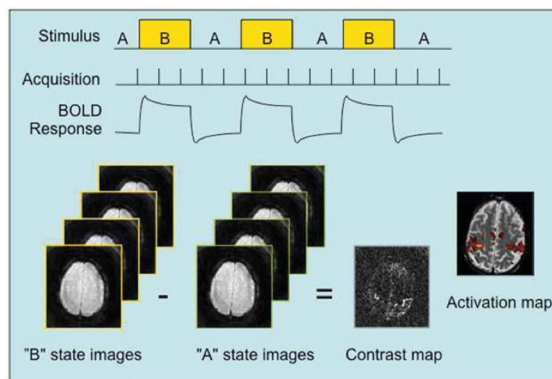 Stimulus A B A B A B A
Acquisition
BOLD
Response
-
=
Activation map
"B" state images "A" state images Contrast map